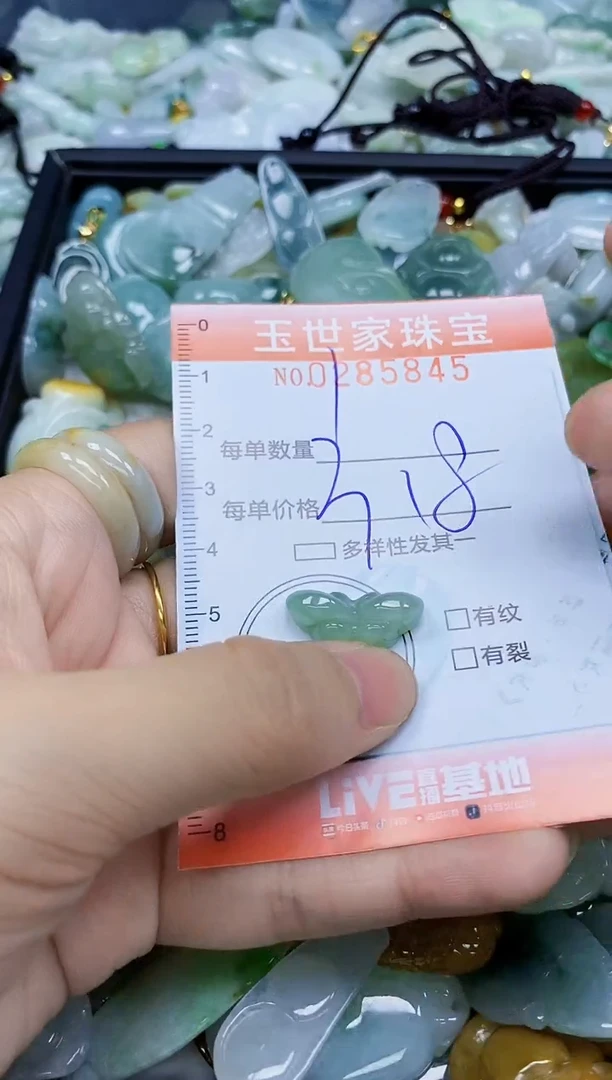 玉世家珠宝
NO.0285845
每单数量
每单价格 18
多样性发其一
有纹
有裂
LiVE直播基地
0
1
2
3
4
5
8